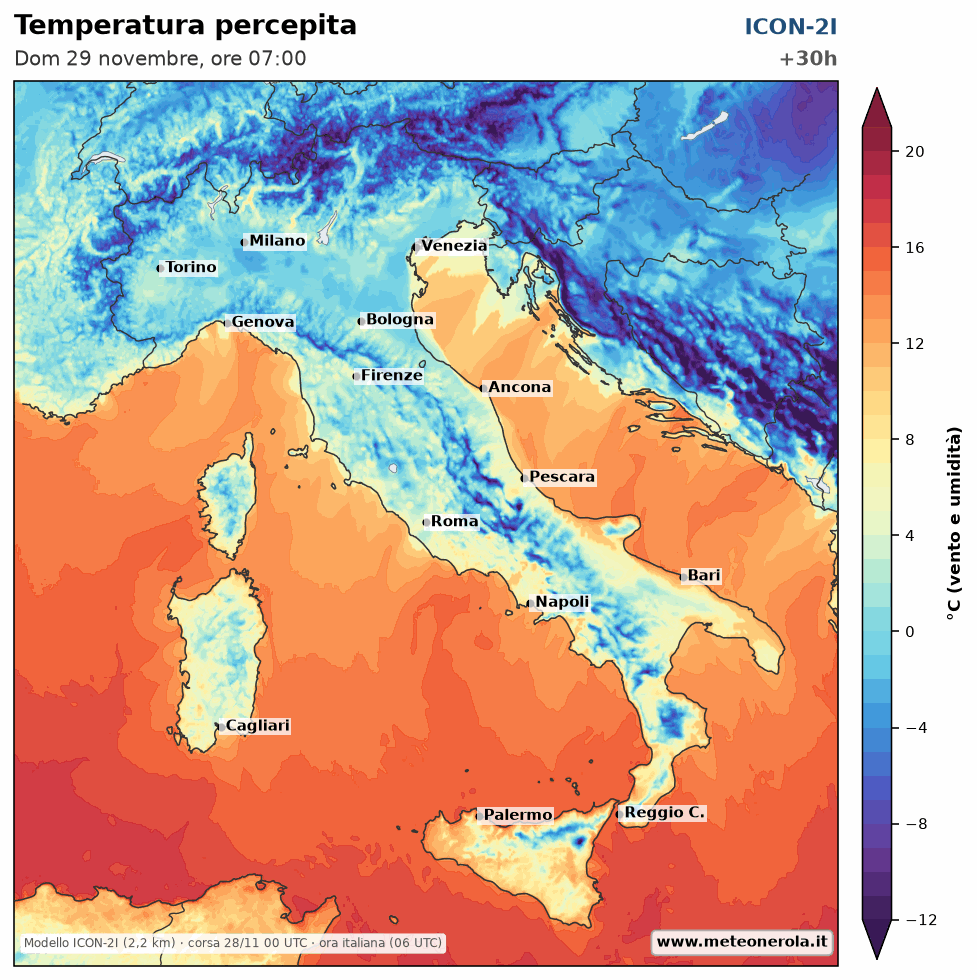 Temperatura percepita
ICON-2I
Dom 29 novembre, ore 07:00
+30h
Milano
Venezia
Torino
Genova
Bologna
Firenze
Ancona
Pescara
Roma
Bari
Napoli
Cagliari
Palermo
Reggio C.
20
16
12
8
4
0
−4
−8
−12
°C (vento e umidità)
Modello ICON-2I (2,2 km) · corsa 28/11 00 UTC · ora italiana (06 UTC)
www.meteonerola.it